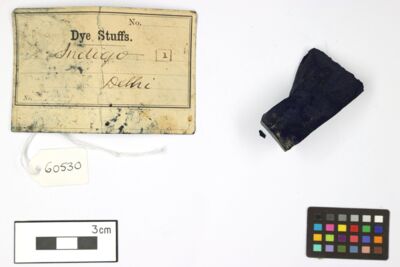 No.
Dye Stuffs.
Indigo [1]
Delhi
No.
60530
3cm